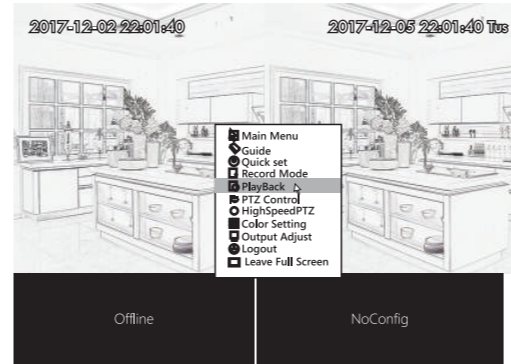 2017-12-02 22:01:40
2017-12-05 22:01:40 Tus
Main Menu
Guide
Quick set
Record Mode
PlayBack
PTZ Control
HighSpeedPTZ
Color Setting
Output Adjust
Logout
Leave Full Screen
Offline
NoConfig